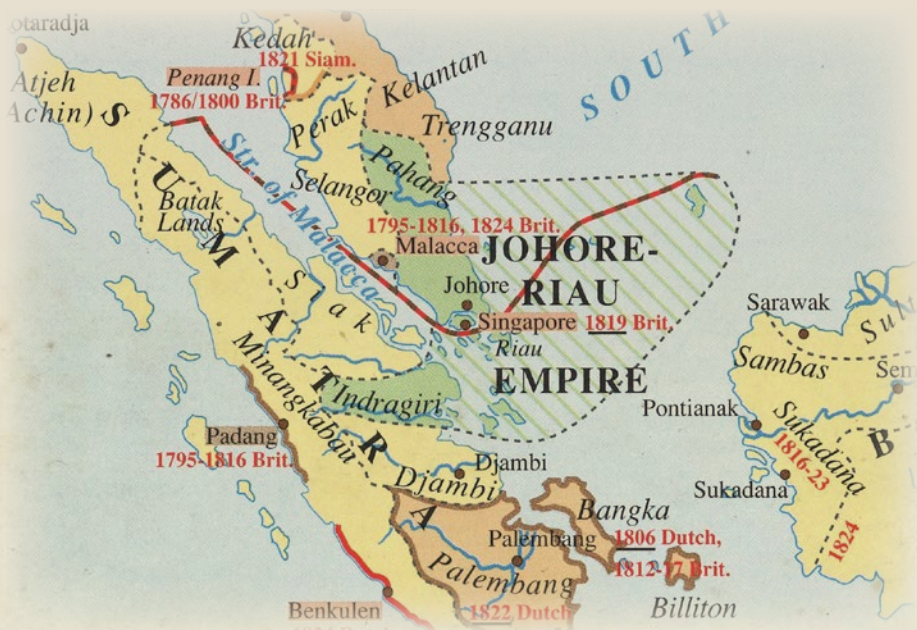 otaradja
Kedah
1821 Siam.
Atjeh
Achin)
Penang I.
1786/1800 Brit.
Kelantan
SOUTH
Perak
Trengganu
Str. of Malacca
Pahang
Selangor
SUMATRA
Batak
Lands
1795-1816, 1824 Brit.
Malacca
JOHORE-
RIAU
EMPIRE
Siak
Johore
Singapore 1819 Brit.
Riau
Sarawak
Sambas
Minangkabau
Indragiri
Pontianak
Sukadana
1816-23
B
Padang
1795-1816 Brit.
Djambi
Djambi
Sukadana
1824
Bangka
Palembang
1806 Dutch,
1812-17 Brit.
Palembang
Billiton
Benkulen
1822 Dutch